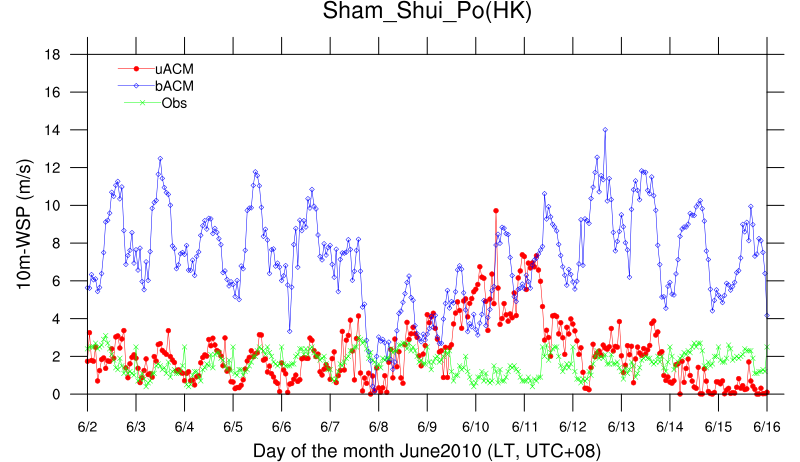 Sham_Shui_Po(HK)
uACM
bACM
Obs
10m-WSP (m/s)
18
16
14
12
10
8
6
4
2
0
6/2 6/3 6/4 6/5 6/6 6/7 6/8 6/9 6/10 6/11 6/12 6/13 6/14 6/15 6/16
Day of the month June2010 (LT, UTC+08)